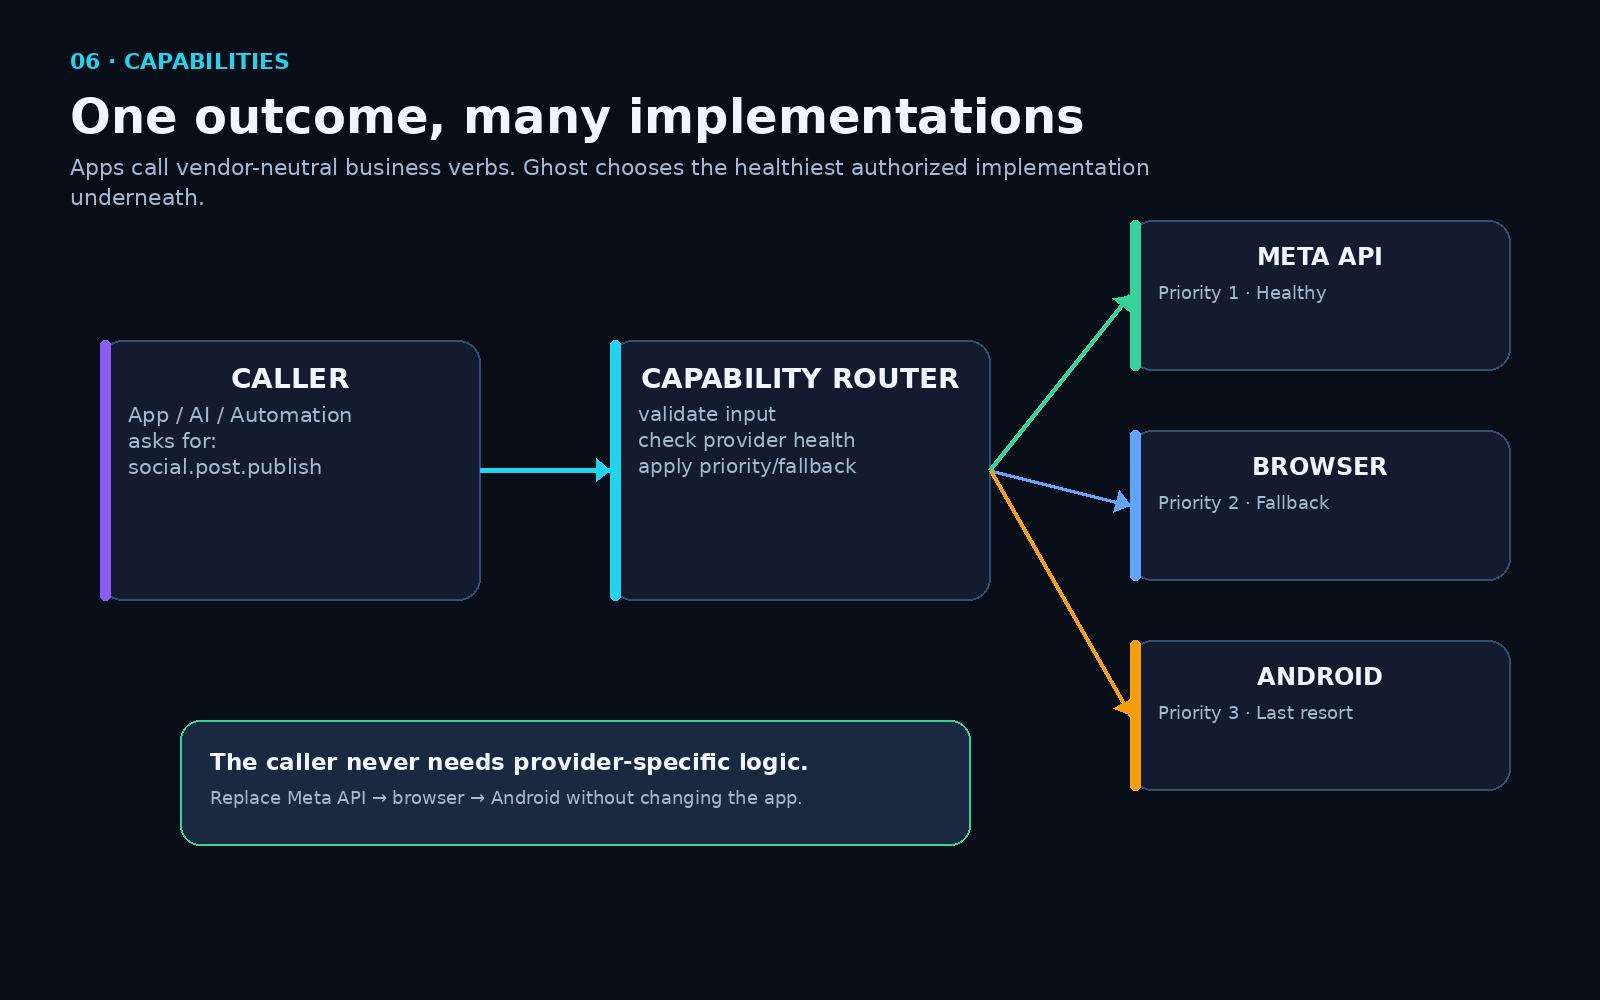 06 · CAPABILITIES
One outcome, many implementations
Apps call vendor-neutral business verbs. Ghost chooses the healthiest authorized implementation
underneath.
CALLER
App / AI / Automation
asks for:
social.post.publish
CAPABILITY ROUTER
validate input
check provider health
apply priority/fallback
META API
Priority 1 · Healthy
BROWSER
Priority 2 · Fallback
ANDROID
Priority 3 · Last resort
The caller never needs provider-specific logic.
Replace Meta API → browser → Android without changing the app.